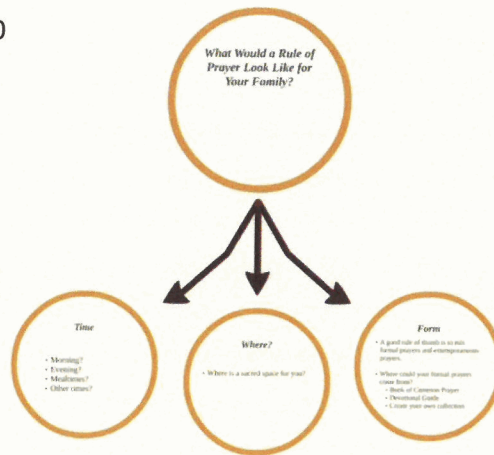 What Would a Rule of
Prayer Look Like for
Your Family?
Time
• Morning?
• Evening?
• Mealtimes?
• Other times?
Where?
• Where is a sacred space for you?
Form
• A good rule of thumb is to mix
formal prayers and extemporaneous
prayers.
• Where could your formal prayers
come from?
• Book of Common Prayer
• Devotional Guide
• Create your own collection